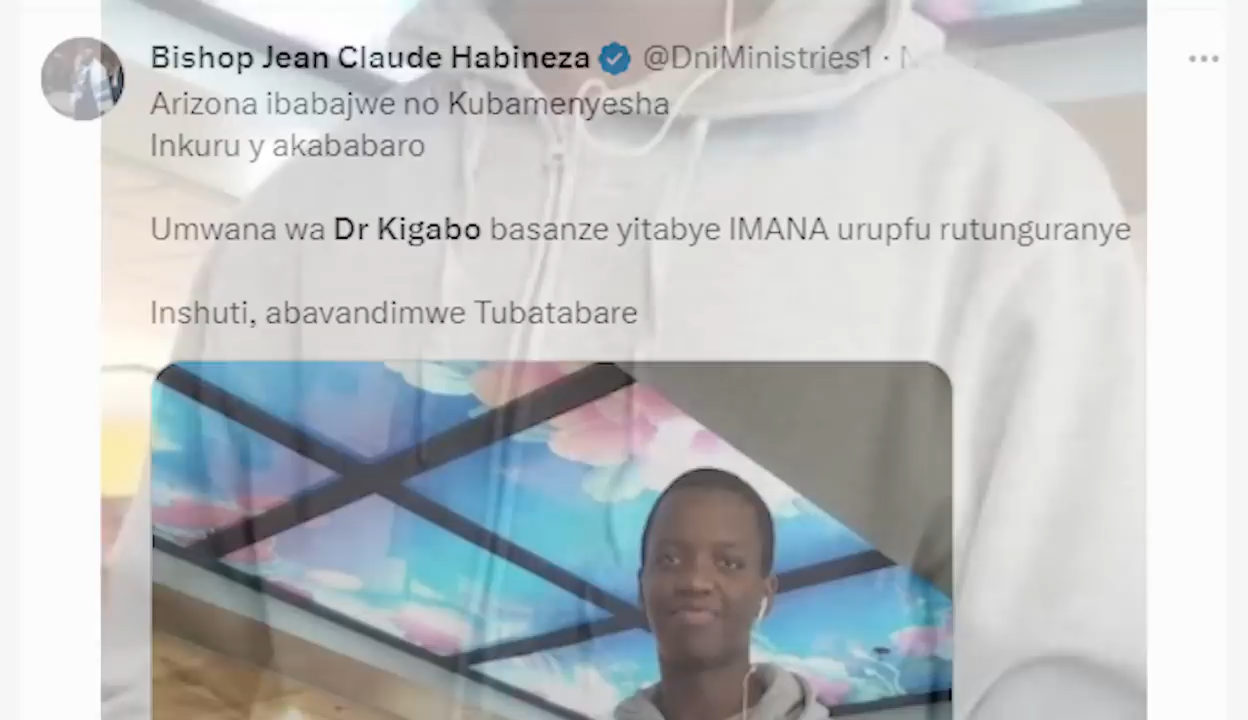 Bishop Jean Claude Habineza @DniMinistries1 ·
Arizona ibabajwe no Kubamenyesha
Inkuru y akababaro
Umwana wa Dr Kigabo basanze yitabye IMANA urupfu rutunguranye
Inshuti, abavandimwe Tubatabare